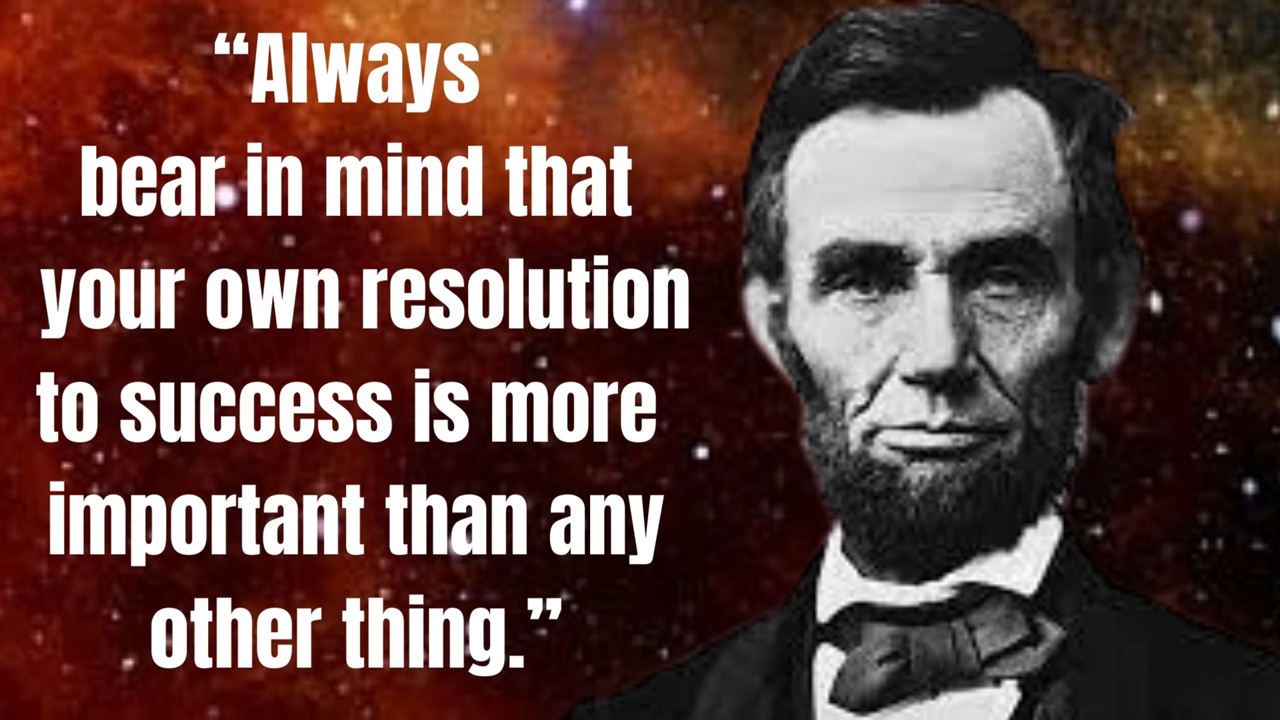 “Always
bear in mind that
your own resolution
to success is more
important than any
other thing.”